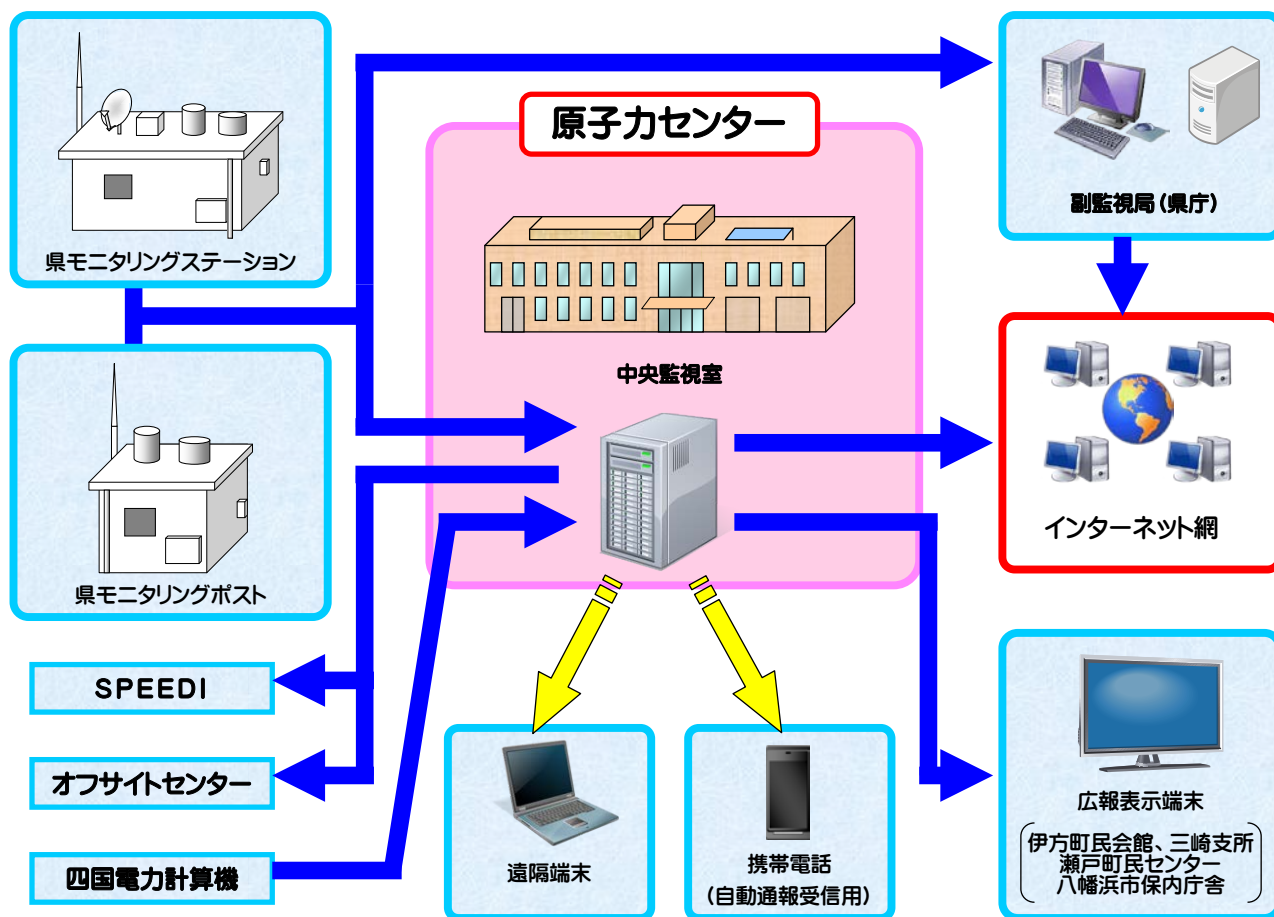 原子力センター
県モニタリングステーション
副監視局(県庁)
中央監視室
県モニタリングポスト
インターネット網
SPEEDI
オフサイトセンター
四国電力計算機
遠隔端末
携帯電話
(自動通報受信用)
広報表示端末
伊方町民会館、三崎支所
瀬戸町民センター
八幡浜市保内庁舎